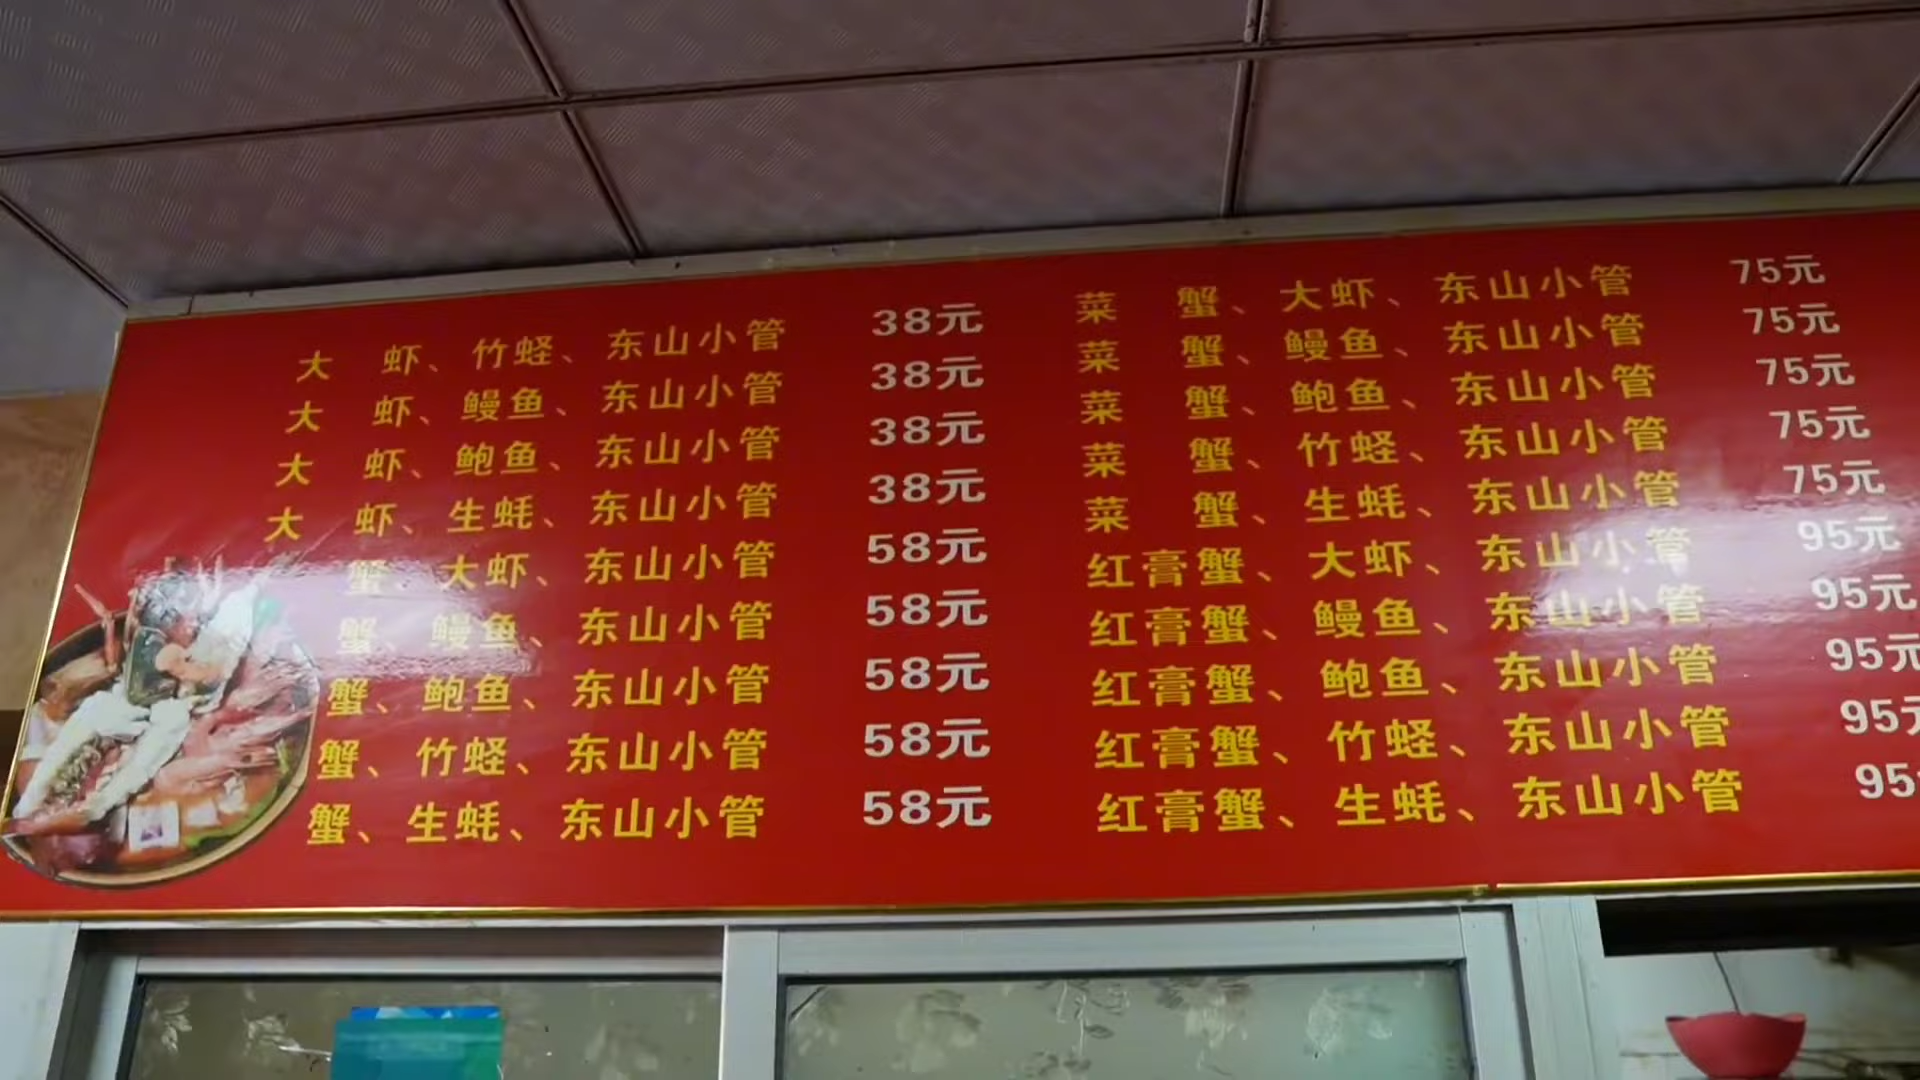 大 虾、竹蛏、东山小管 38元
大 虾、鳗鱼、东山小管 38元
大 虾、鲍鱼、东山小管 38元
大 虾、生蚝、东山小管 38元
蟹、大虾、东山小管 58元
蟹、鳗鱼、东山小管 58元
蟹、鲍鱼、东山小管 58元
蟹、竹蛏、东山小管 58元
蟹、生蚝、东山小管 58元
菜 蟹、大虾、东山小管 75元
菜 蟹、鳗鱼、东山小管 75元
菜 蟹、鲍鱼、东山小管 75元
菜 蟹、竹蛏、东山小管 75元
菜 蟹、生蚝、东山小管 75元
红膏蟹、大虾、东山小管 95元
红膏蟹、鳗鱼、东山小管 95元
红膏蟹、鲍鱼、东山小管 95元
红膏蟹、竹蛏、东山小管 95元
红膏蟹、生蚝、东山小管 95